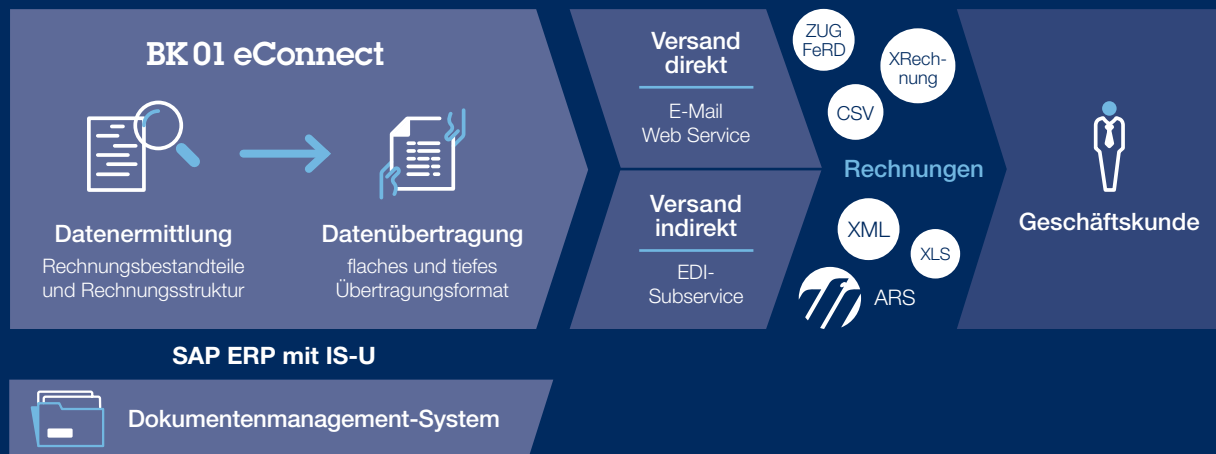 BK 01 eConnect
Datenermittlung
Rechnungsbestandteile
und Rechnungsstruktur
Datenübertragung
flaches und tiefes
Übertragungsformat
SAP ERP mit IS-U
Dokumentenmanagement-System
Versand
direkt
E-Mail
Web Service
Versand
indirekt
EDI-
Subservice
ZUG
FeRD
XRech-
nung
CSV
Rechnungen
XML
XLS
ARS
Geschäftskunde